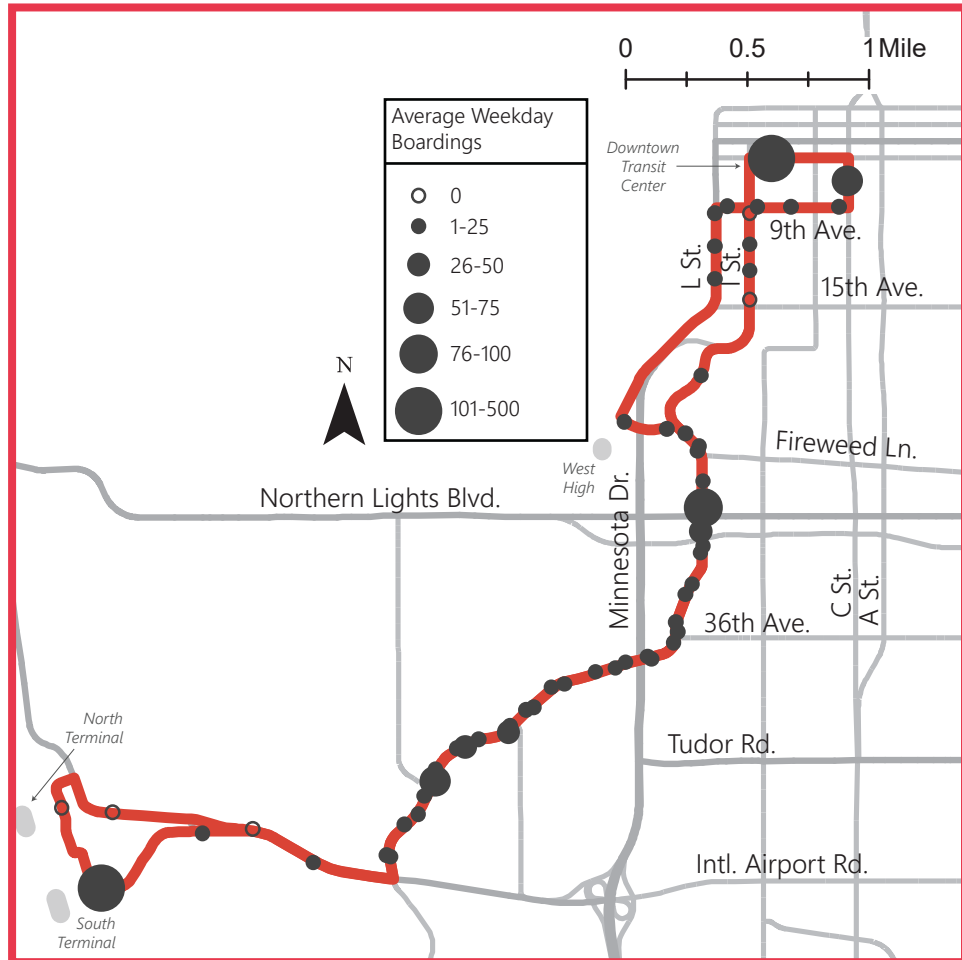 0 0.5 1 Mile
Average Weekday
Boardings
0
1-25
26-50
51-75
76-100
101-500
Downtown
Transit
Center
9th Ave.
L St.
I St.
15th Ave.
N
West
High
Fireweed Ln.
Northern Lights Blvd.
Minnesota Dr.
C St.
A St.
36th Ave.
North
Terminal
Tudor Rd.
Intl. Airport Rd.
South
Terminal